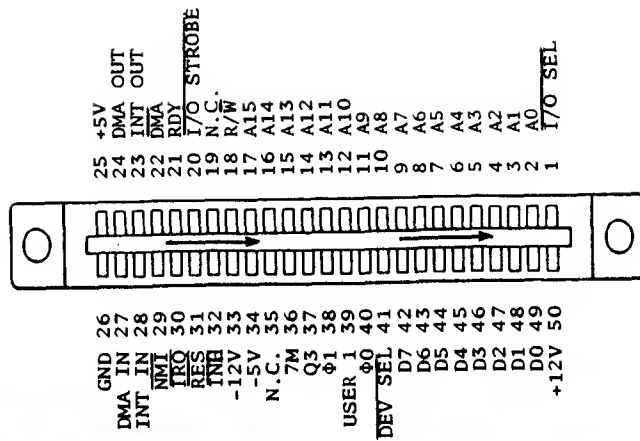 25 +5V
24 DMA OUT
23 INT OUT
22 DMA
21 RDY
20 I/O STROBE
19 N.C.
18 R/W
17 A15
16 A14
15 A13
14 A12
13 A11
12 A10
11 A9
10 A8
9 A7
8 A6
7 A5
6 A4
5 A3
4 A2
3 A1
2 A0
1 I/O SEL
GND 26
DMA IN 27
INT IN 28
NMI 29
IRQ 30
RES 31
INH 32
-12V 33
-5V 34
N.C. 35
7M 36
Q3 37
Φ1 38
USER 1 39
Φ0 40
DEV SEL 41
D7 42
D6 43
D5 44
D4 45
D3 46
D2 47
D1 48
D0 49
+12V 50